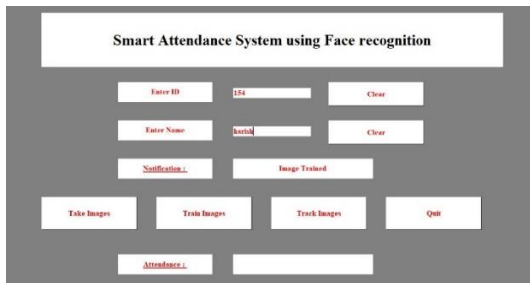 Smart Attendance System using Face recognition
Enter ID 154 Clear
Enter Name harish Clear
Notification : Image Trained
Take Images Train Images Track Images Quit
Attendance :